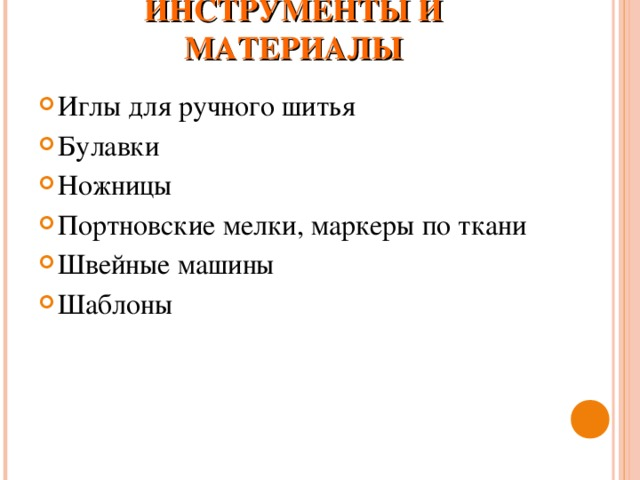 ИНСТРУМЕНТЫ И
МАТЕРИАЛЫ
Иглы для ручного шитья
Булавки
Ножницы
Портновские мелки, маркеры по ткани
Швейные машины
Шаблоны